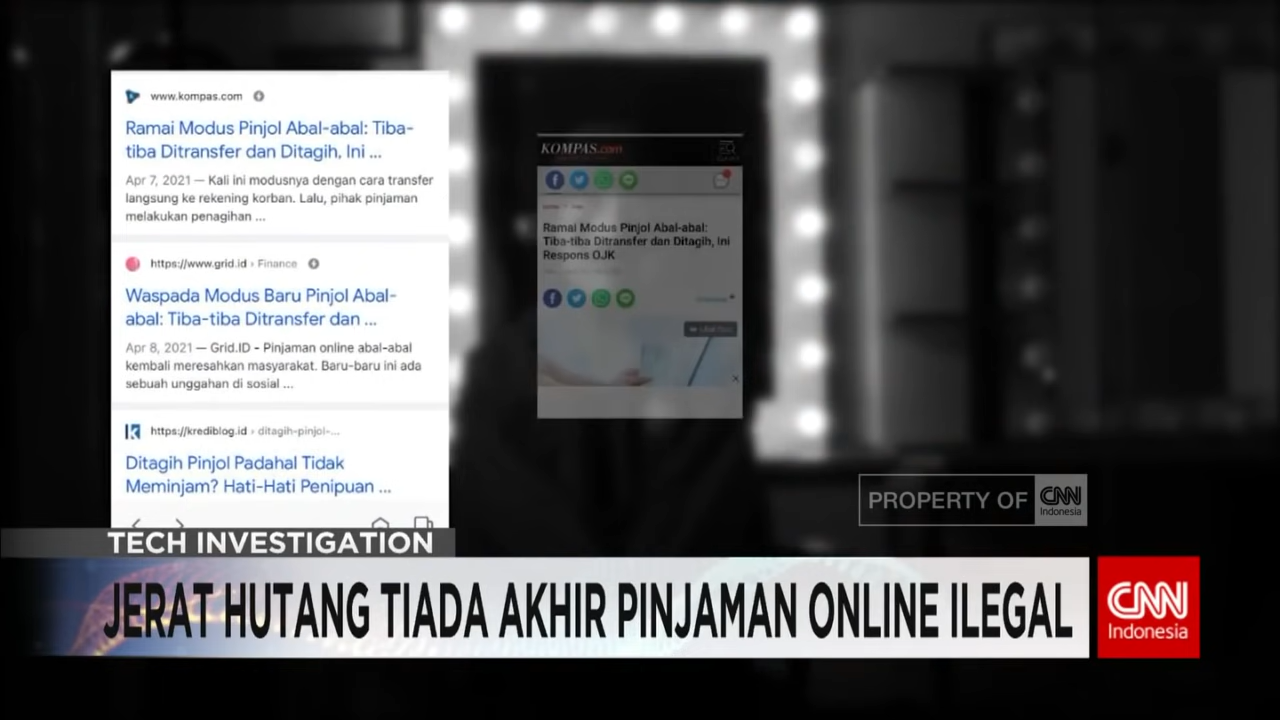 www.kompas.com
Ramai Modus Pinjol Abal-abal: Tiba-
tiba Ditransfer dan Ditagih, Ini ...
Apr 7, 2021 — Kali ini modusnya dengan cara transfer
langsung ke rekening korban. Lalu, pihak pinjaman
melakukan penagihan ...
https://www.grid.id › Finance
Waspada Modus Baru Pinjol Abal-
abal: Tiba-tiba Ditransfer dan ...
Apr 8, 2021 — Grid.ID - Pinjaman online abal-abal
kembali meresahkan masyarakat. Baru-baru ini ada
sebuah unggahan di sosial ...
https://krediblog.id › ditagih-pinjol-...
Ditagih Pinjol Padahal Tidak
Meminjam? Hati-Hati Penipuan ...
KOMPAS.com
Ramai Modus Pinjol Abal-abal:
Tiba-tiba Ditransfer dan Ditagih, Ini
Respons OJK
PROPERTY OF CNN
Indonesia
TECH INVESTIGATION
JERAT HUTANG TIADA AKHIR PINJAMAN ONLINE ILEGAL
CNN
Indonesia